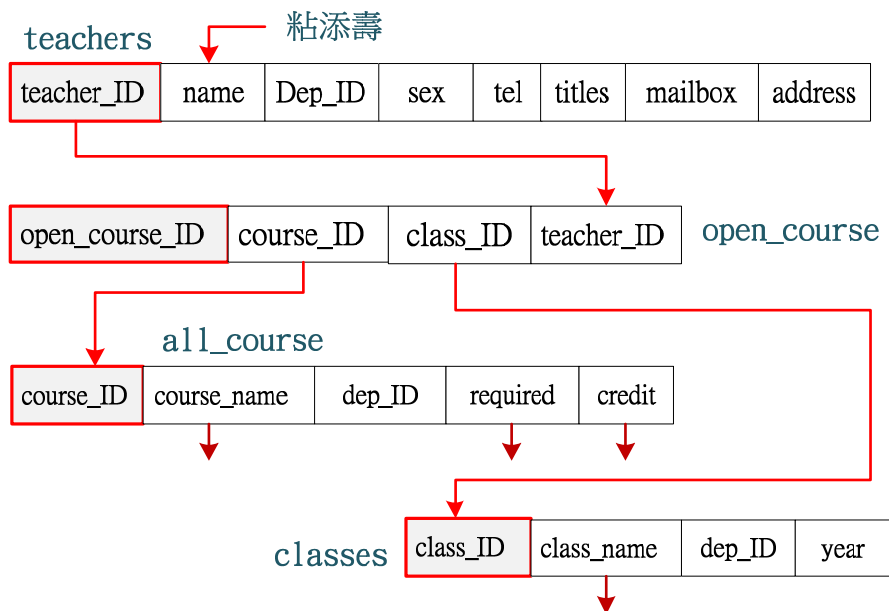 teachers 粘添壽
teacher_ID name Dep_ID sex tel titles mailbox address
open_course_ID course_ID class_ID teacher_ID open_course
all_course
course_ID course_name dep_ID required credit
classes class_ID class_name dep_ID year